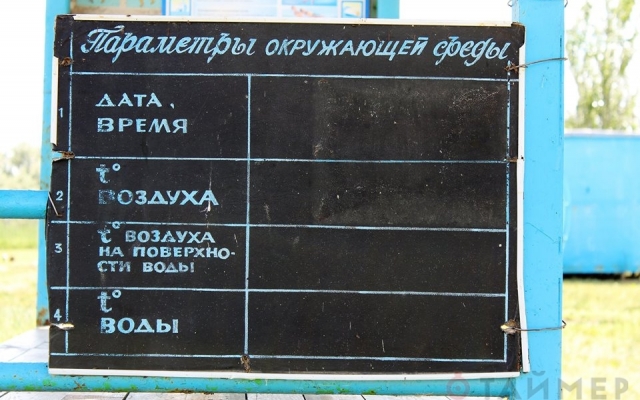 Параметры ОКРУЖАЮЩЕЙ среды
1
ДАТА,
ВРЕМЯ
2
t°
ВОЗДУХА
3
t° ВОЗДУХА
НА ПОВЕРХНО-
СТИ ВОДЫ
4
t°
ВОДЫ
ТАЙМЕР